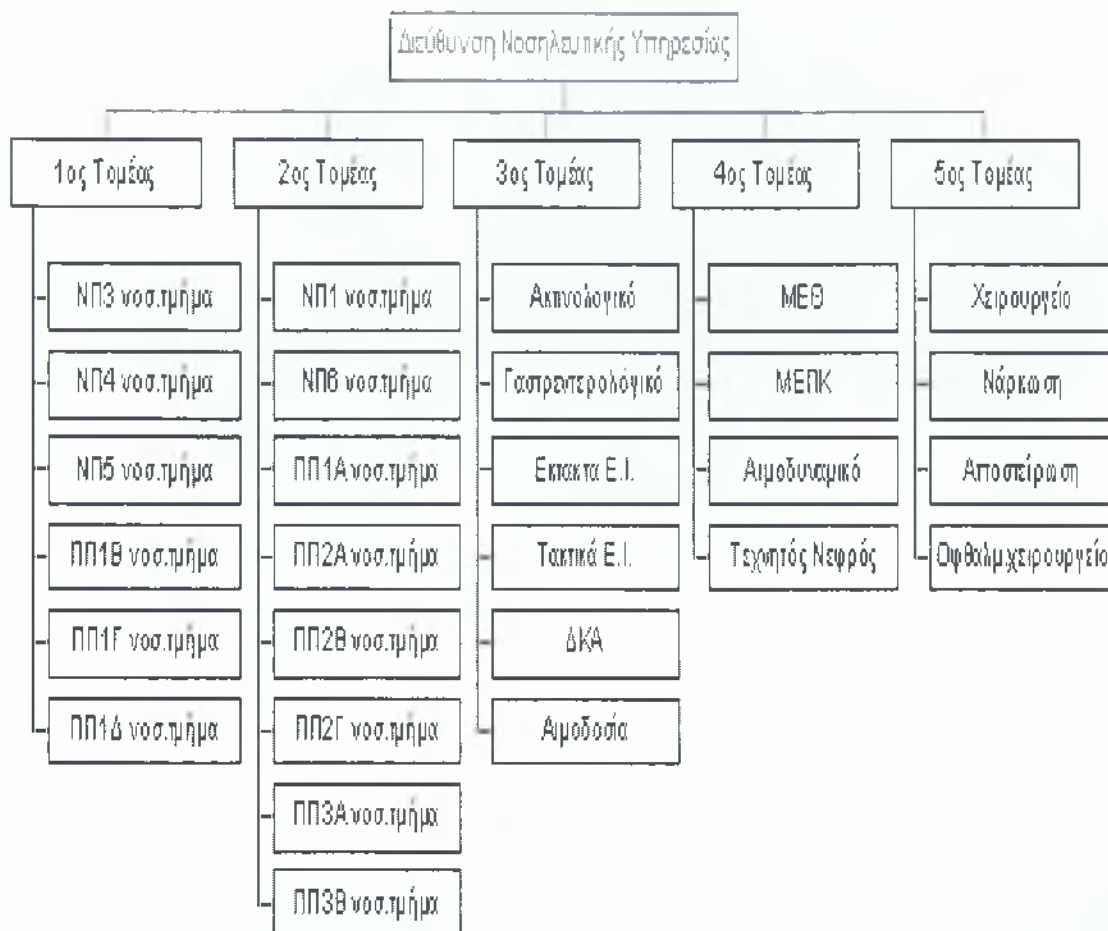 Διεύθυνση Νοσηλευτικής Υπηρεσίας
1ος Τομέας
2ος Τομέας
3ος Τομέας
4ος Τομέας
5ος Τομέας
ΝΠ3 νοσ.τμήμα
ΝΠ4 νοσ.τμήμα
ΝΠ5 νοσ.τμήμα
ΠΠ1Β νοσ.τμήμα
ΠΠ1Γ νοσ.τμήμα
ΠΠ1Δ νοσ.τμήμα
ΝΠ1 νοσ.τμήμα
ΝΠ6 νοσ.τμήμα
ΠΠ1Α νοσ.τμήμα
ΠΠ2Α νοσ.τμήμα
ΠΠ2Β νοσ.τμήμα
ΠΠ2Γ νοσ.τμήμα
ΠΠ3Α νοσ.τμήμα
ΠΠ3Β νοσ.τμήμα
Ακτινολογικό
Γαστρεντερολογικό
Εκτακτα Ε.Ι.
Τακτικά Ε.Ι.
ΔΚΑ
Αιμοδοσία
ΜΕΘ
ΜΕΠΚ
Αιμοδυναμικό
Τεχνητός Νεφρός
Χειρουργείο
Νάρκωση
Αποστείρωση
Οφθαλμ.χειρουργείο